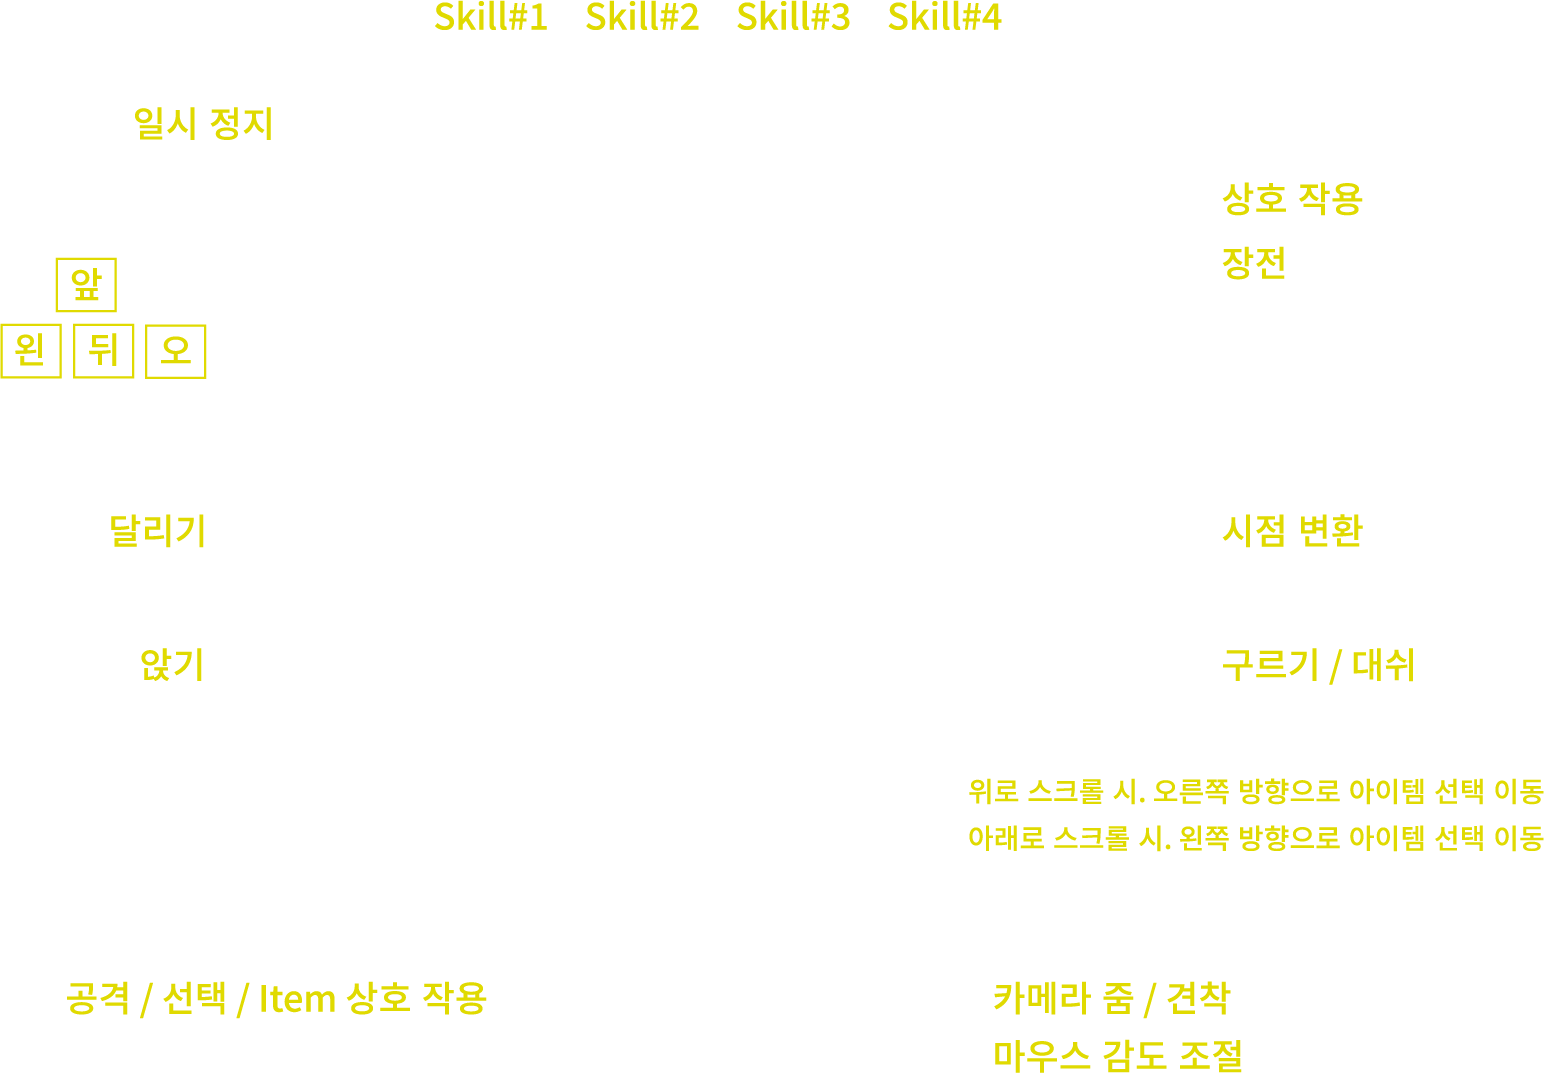 Skill#1 Skill#2 Skill#3 Skill#4
일시 정지
상호 작용
장전
앞
왼 뒤 오
달리기
시점 변환
앉기
구르기 / 대쉬
위로 스크롤 시. 오른쪽 방향으로 아이템 선택 이동
아래로 스크롤 시. 왼쪽 방향으로 아이템 선택 이동
공격 / 선택 / Item 상호 작용
카메라 줌 / 견착
마우스 감도 조절